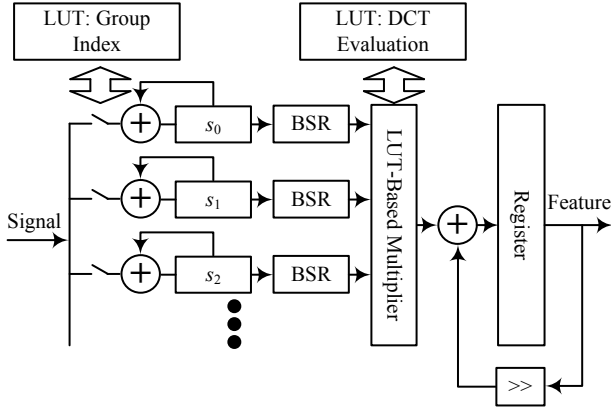 LUT: Group
Index
LUT: DCT
Evaluation
Signal
+
s0
BSR
+
s1
BSR
+
s2
BSR
LUT-Based Multiplier
+
Register
Feature
>>